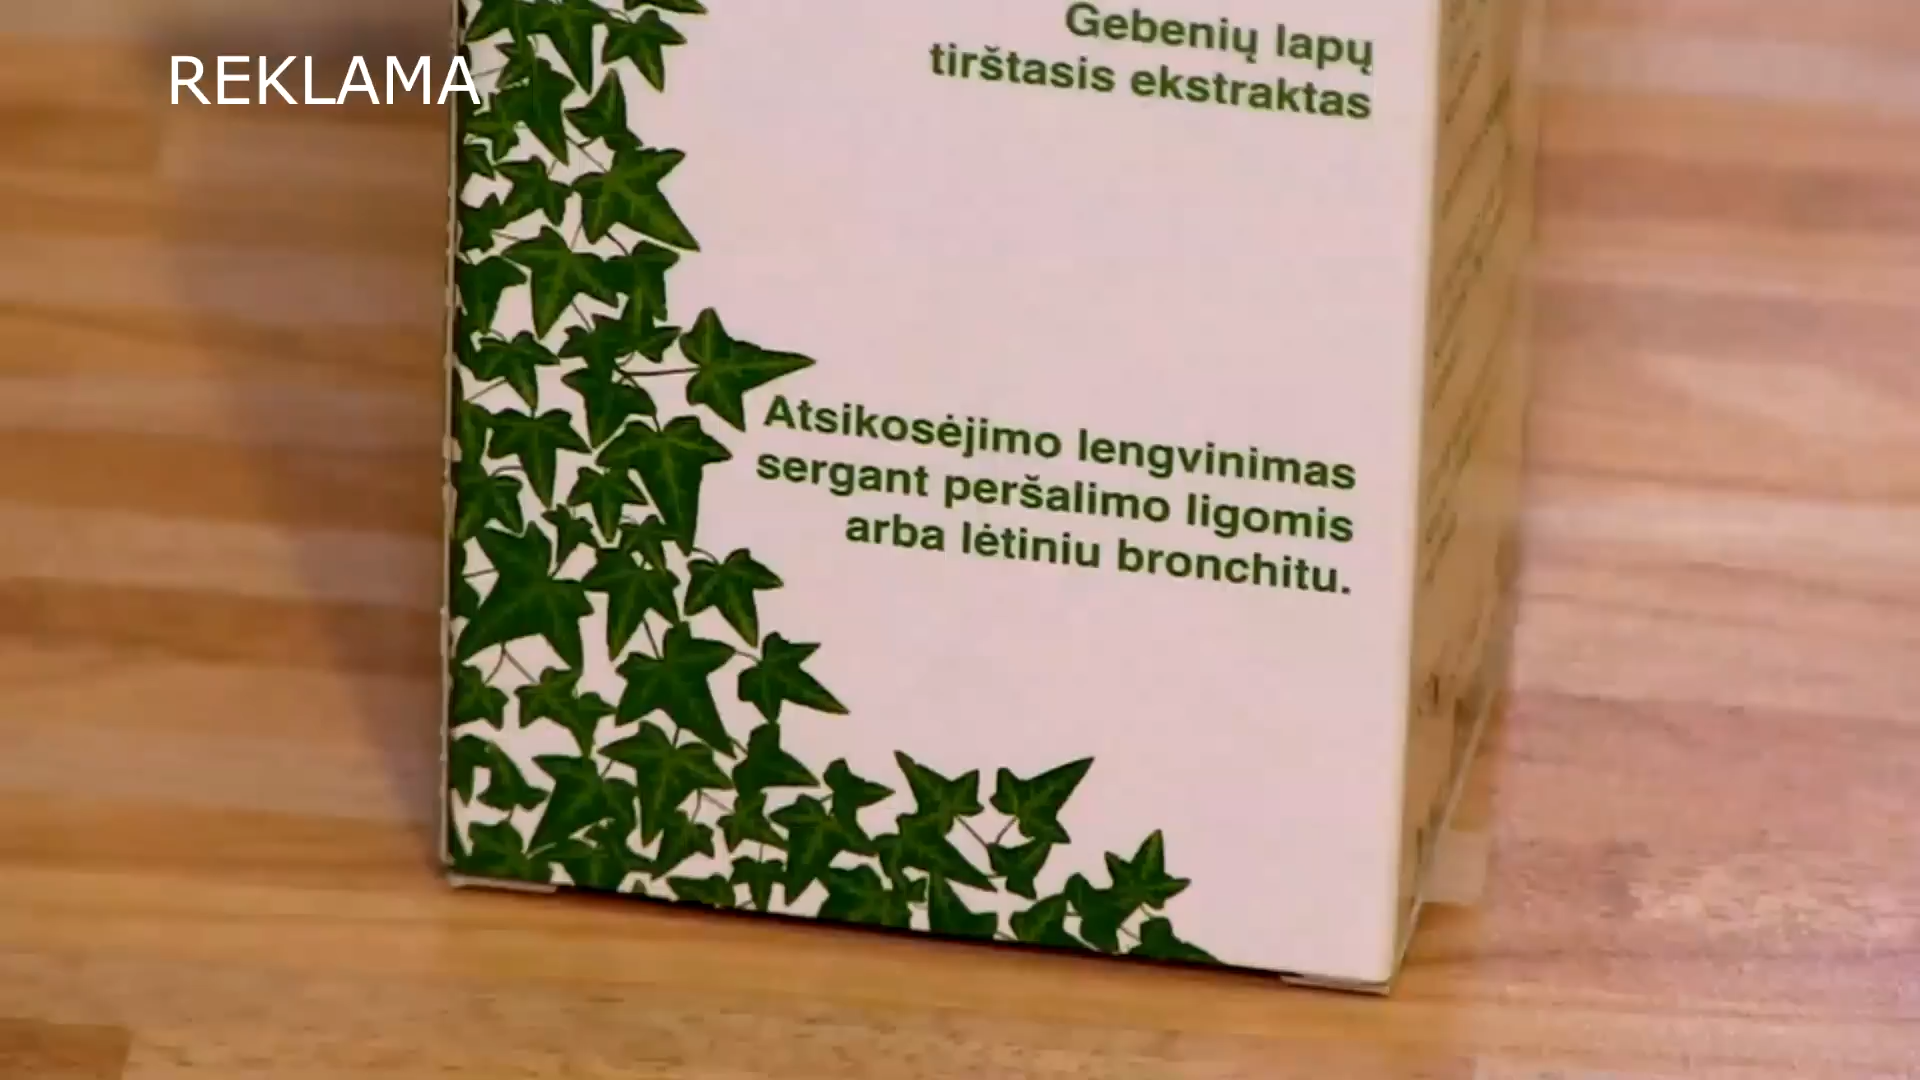 REKLAMA
Gebenių lapų
tirštasis ekstraktas
Atsikosėjimo lengvinimas
sergant peršalimo ligomis
arba lėtiniu bronchitu.